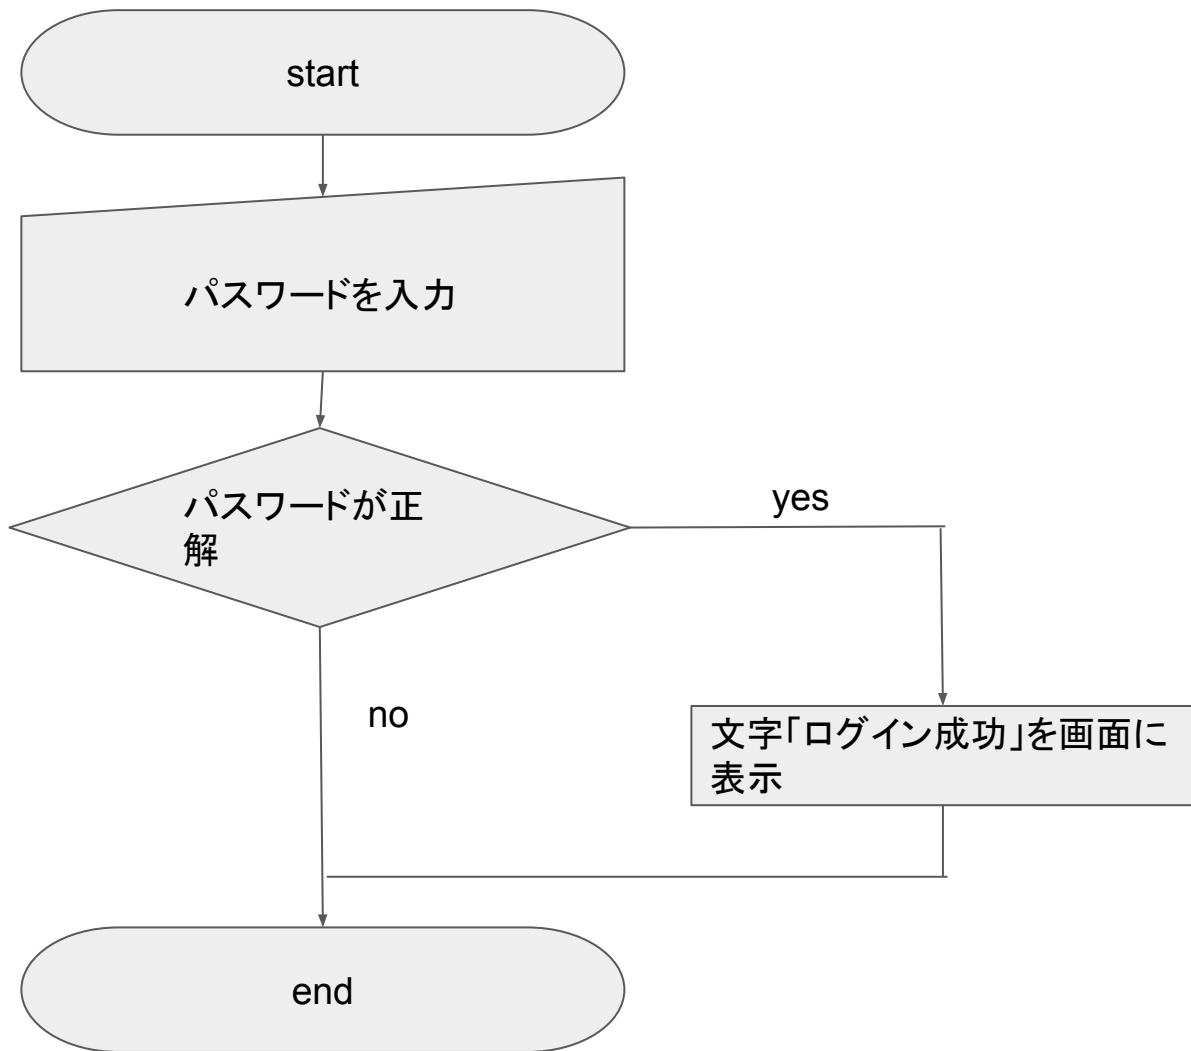 start
パスワードを入力
パスワードが正
解
yes
no
文字「ログイン成功」を画面に
表示
end